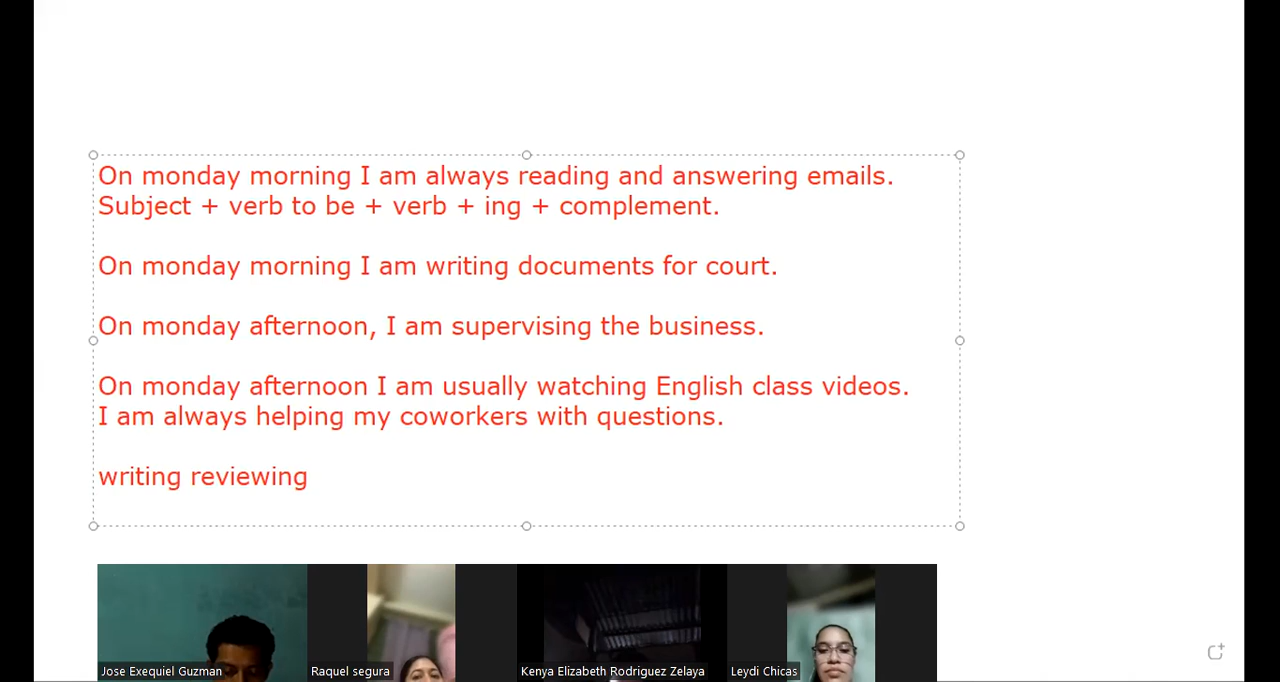 On monday morning I am always reading and answering emails.
Subject + verb to be + verb + ing + complement.
On monday morning I am writing documents for court.
On monday afternoon, I am supervising the business.
On monday afternoon I am usually watching English class videos.
I am always helping my coworkers with questions.
writing reviewing
Jose Exequiel Guzman
Raquel segura
Kenya Elizabeth Rodriguez Zelaya
Leydi Chicas